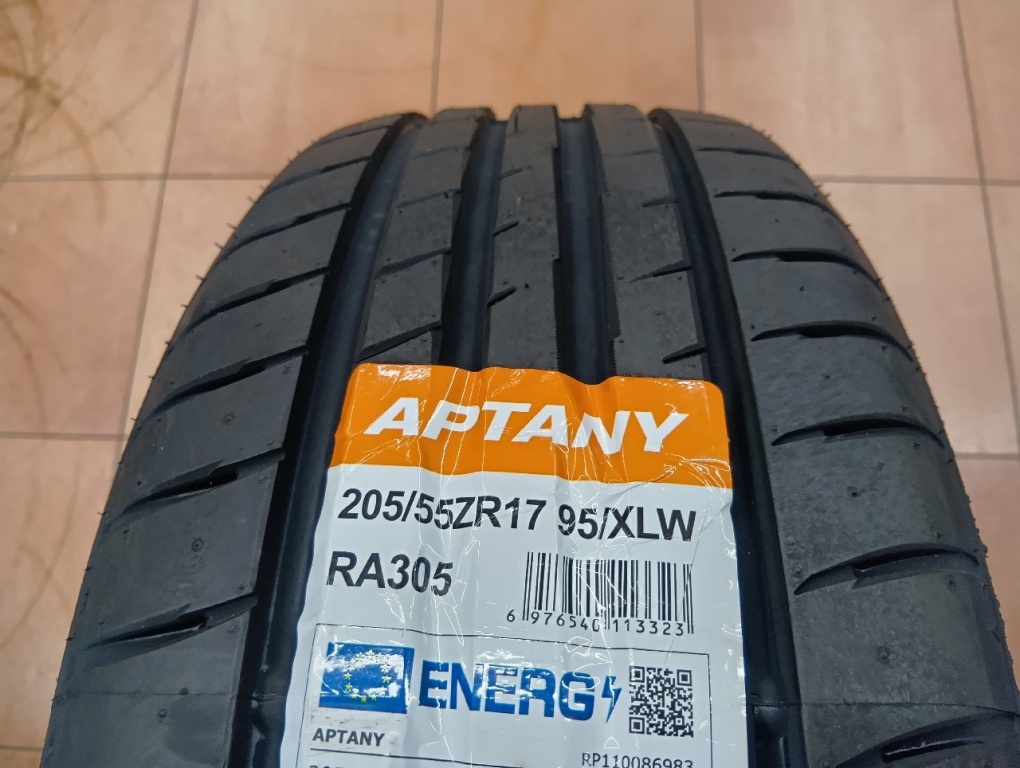 APTANY
205/55ZR17 95/XLW
RA305
6 976540 113323
ENERG
APTANY
RP110086983